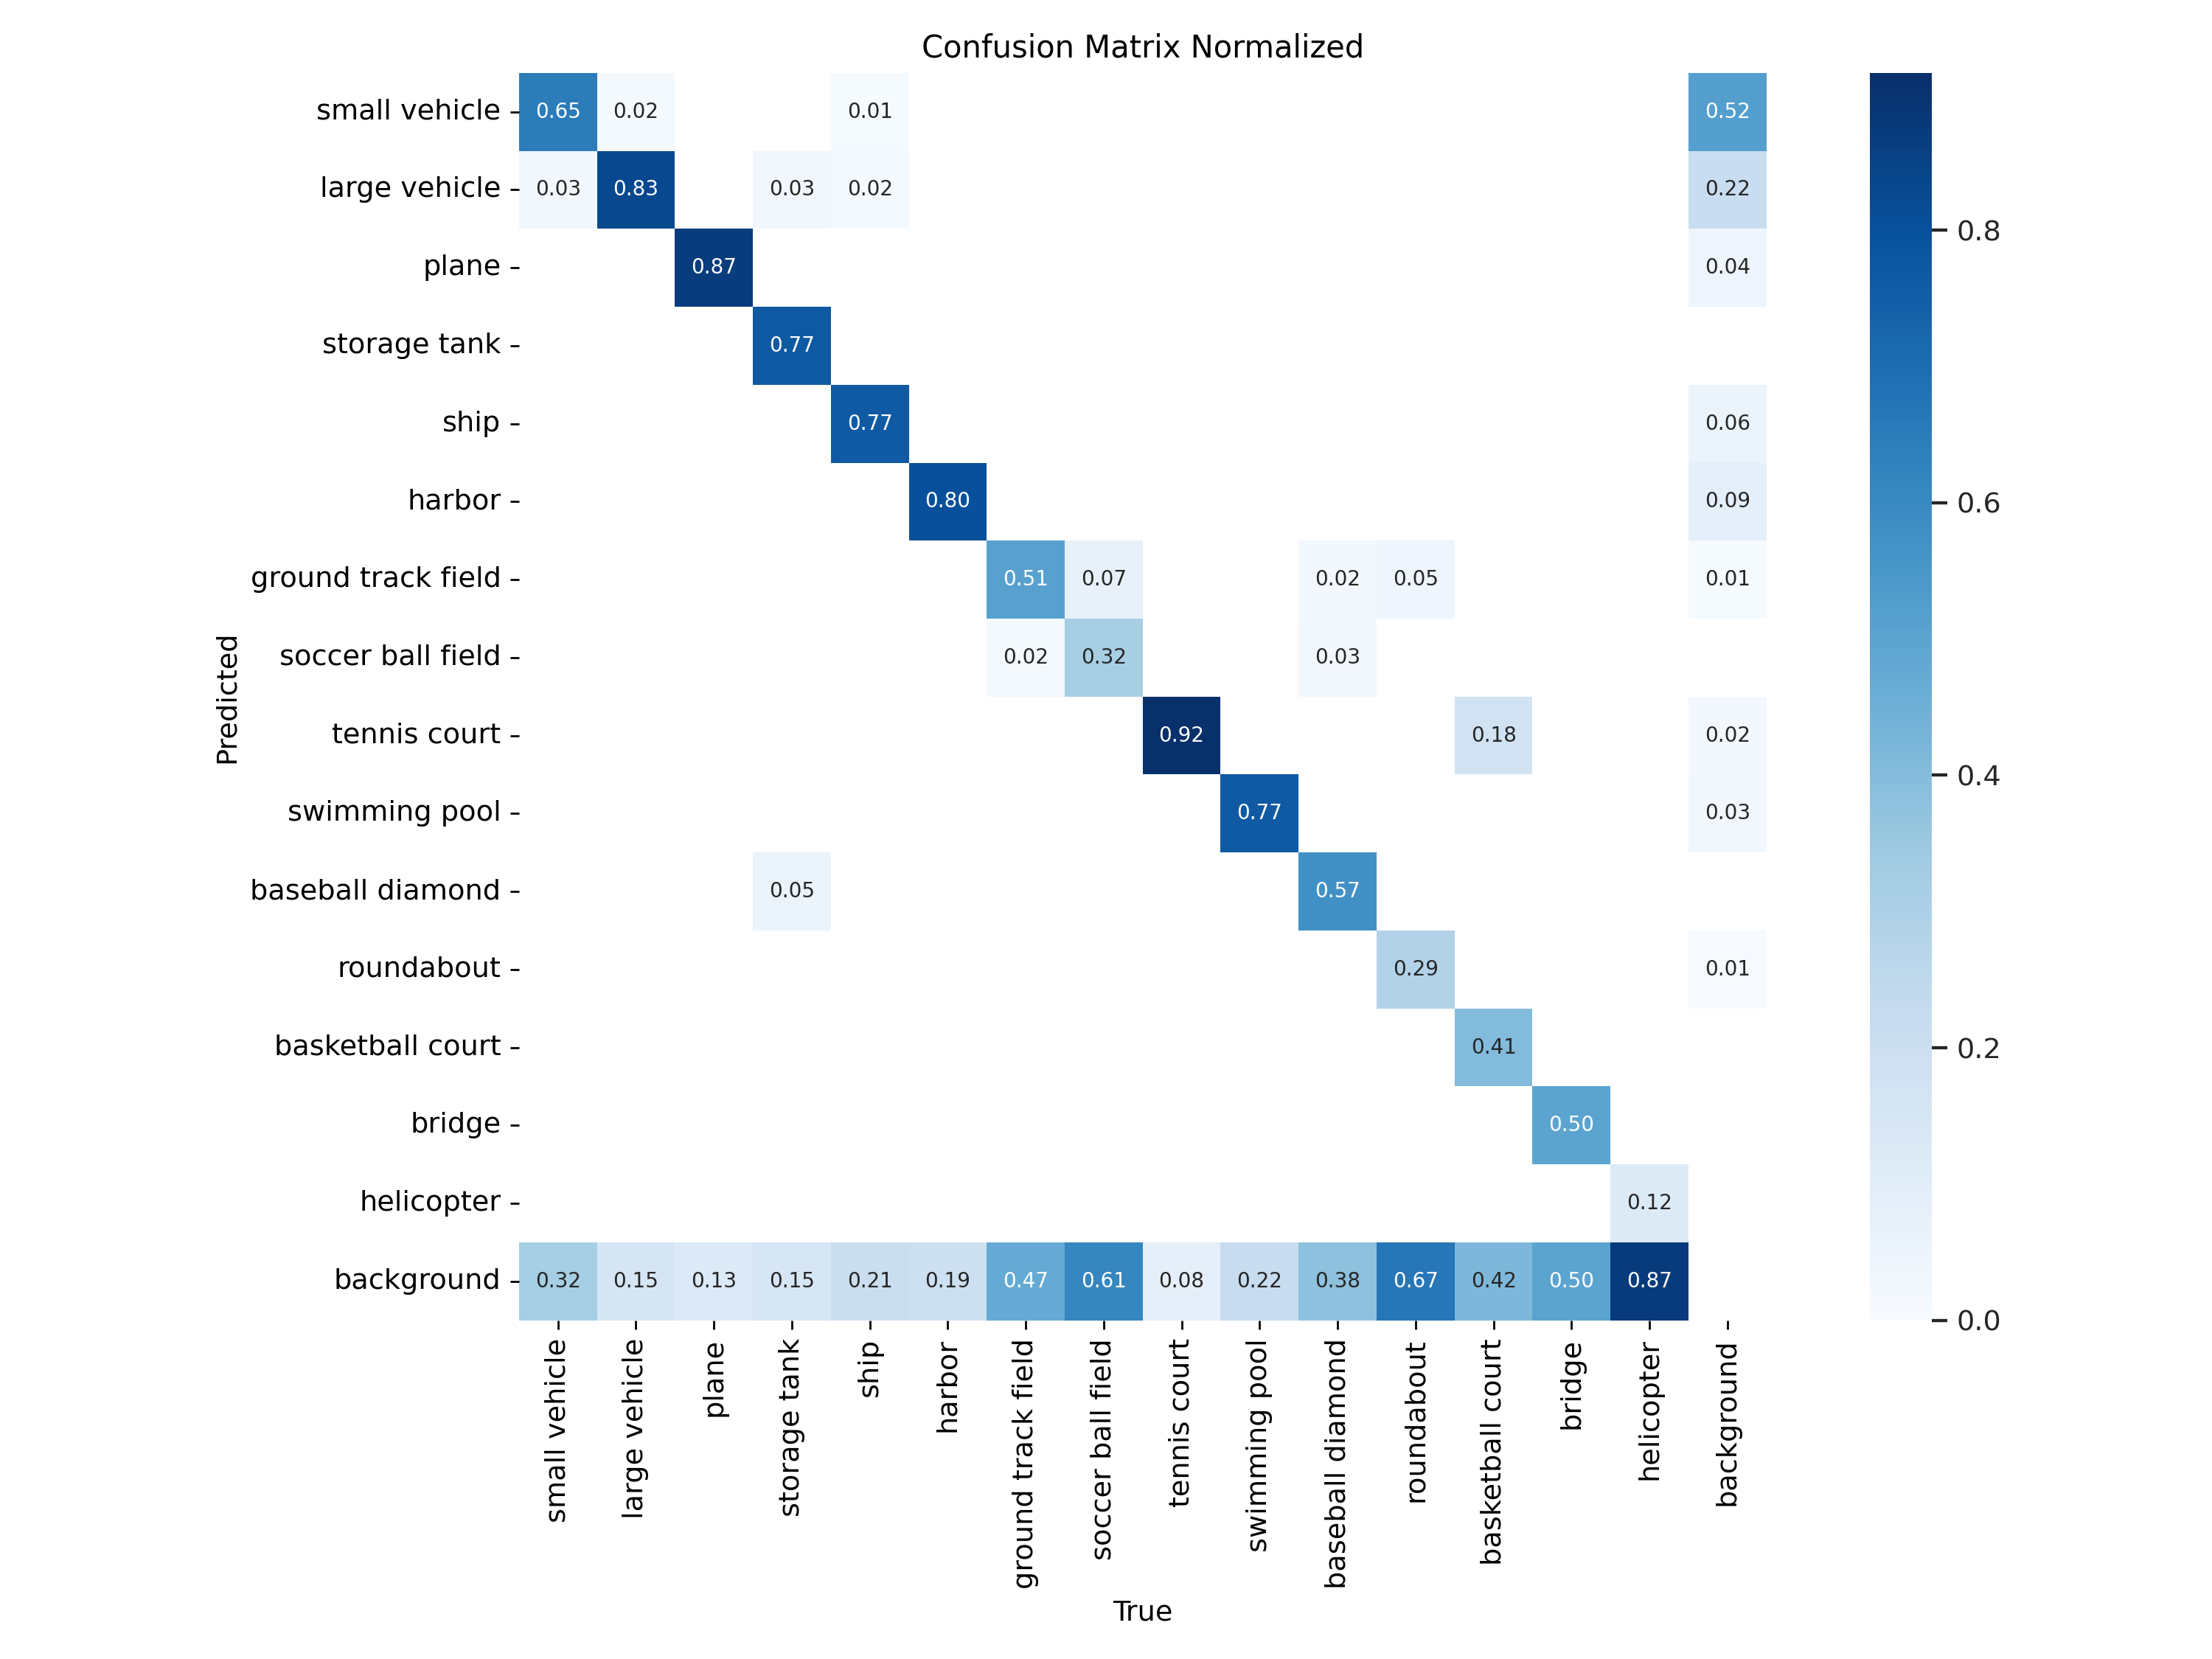 Confusion Matrix Normalized
small vehicle 0.65 0.02 0.01 0.52
large vehicle 0.03 0.83 0.03 0.02 0.22
0.8
plane 0.87 0.04
storage tank 0.77
ship 0.77 0.06
harbor 0.80 0.09
0.6
ground track field 0.51 0.07 0.02 0.05 0.01
soccer ball field 0.02 0.32 0.03
Predicted
tennis court 0.92 0.18 0.02
0.4
swimming pool 0.77 0.03
baseball diamond 0.05 0.57
roundabout 0.29 0.01
basketball court 0.41
0.2
bridge 0.50
helicopter 0.12
background 0.32 0.15 0.13 0.15 0.21 0.19 0.47 0.61 0.08 0.22 0.38 0.67 0.42 0.50 0.87
0.0
small vehicle
large vehicle
plane
storage tank
ship
harbor
ground track field
soccer ball field
tennis court
swimming pool
baseball diamond
roundabout
basketball court
bridge
helicopter
background
True